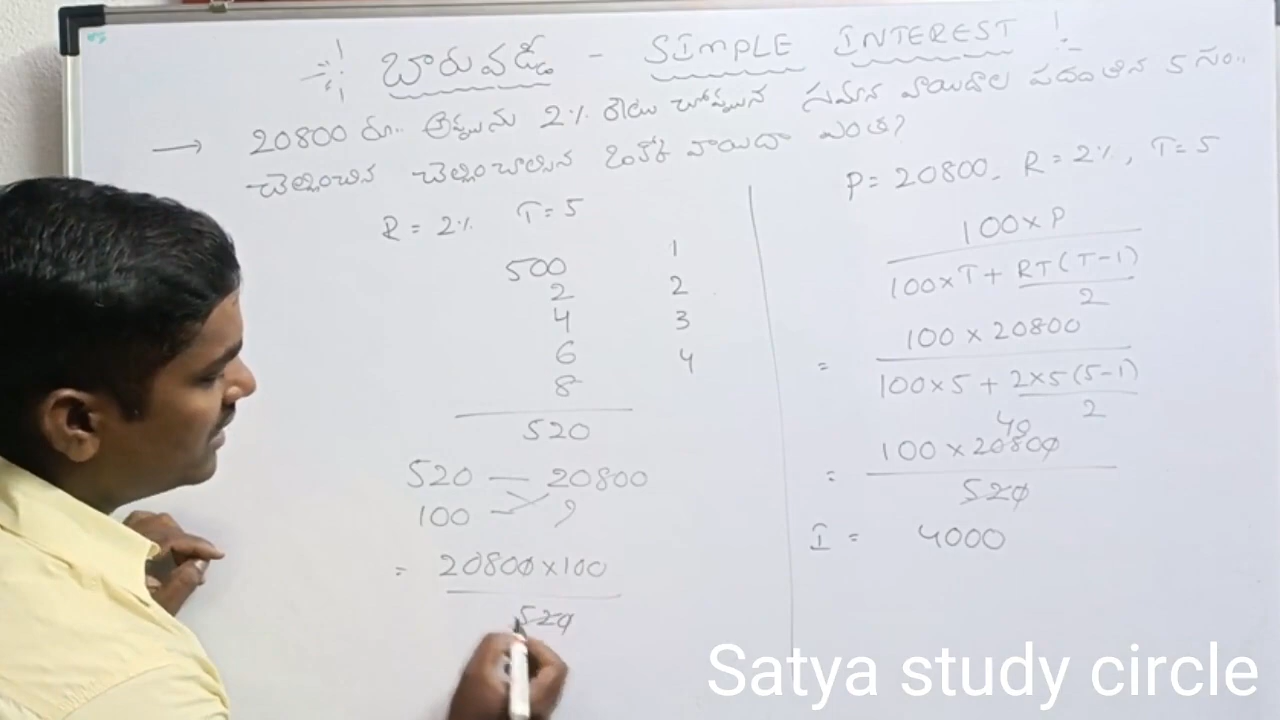 బారువడ్డీ - SIMPLE INTEREST !
→ 20800 రూ.. అప్పును 2% రేటు చొప్పున సమాన వాయిదాల పద్ధతిన 5 సం..
చెల్లించిన చెల్లించాల్సిన ఒక్కొక్క వాయిదా ఎంత?
R = 2% T = 5
500 1
2 2
4 3
6 4
8
520
520 — 20800
100 — ?
= 20800 × 100
520
P = 20800, R = 2%, T = 5
100 × P
100 × T + RT(T-1)
2
= 100 × 20800
100 × 5 + 2 × 5 (5-1)
2
40
= 100 × 20800
520
I = 4000
Satya study circle